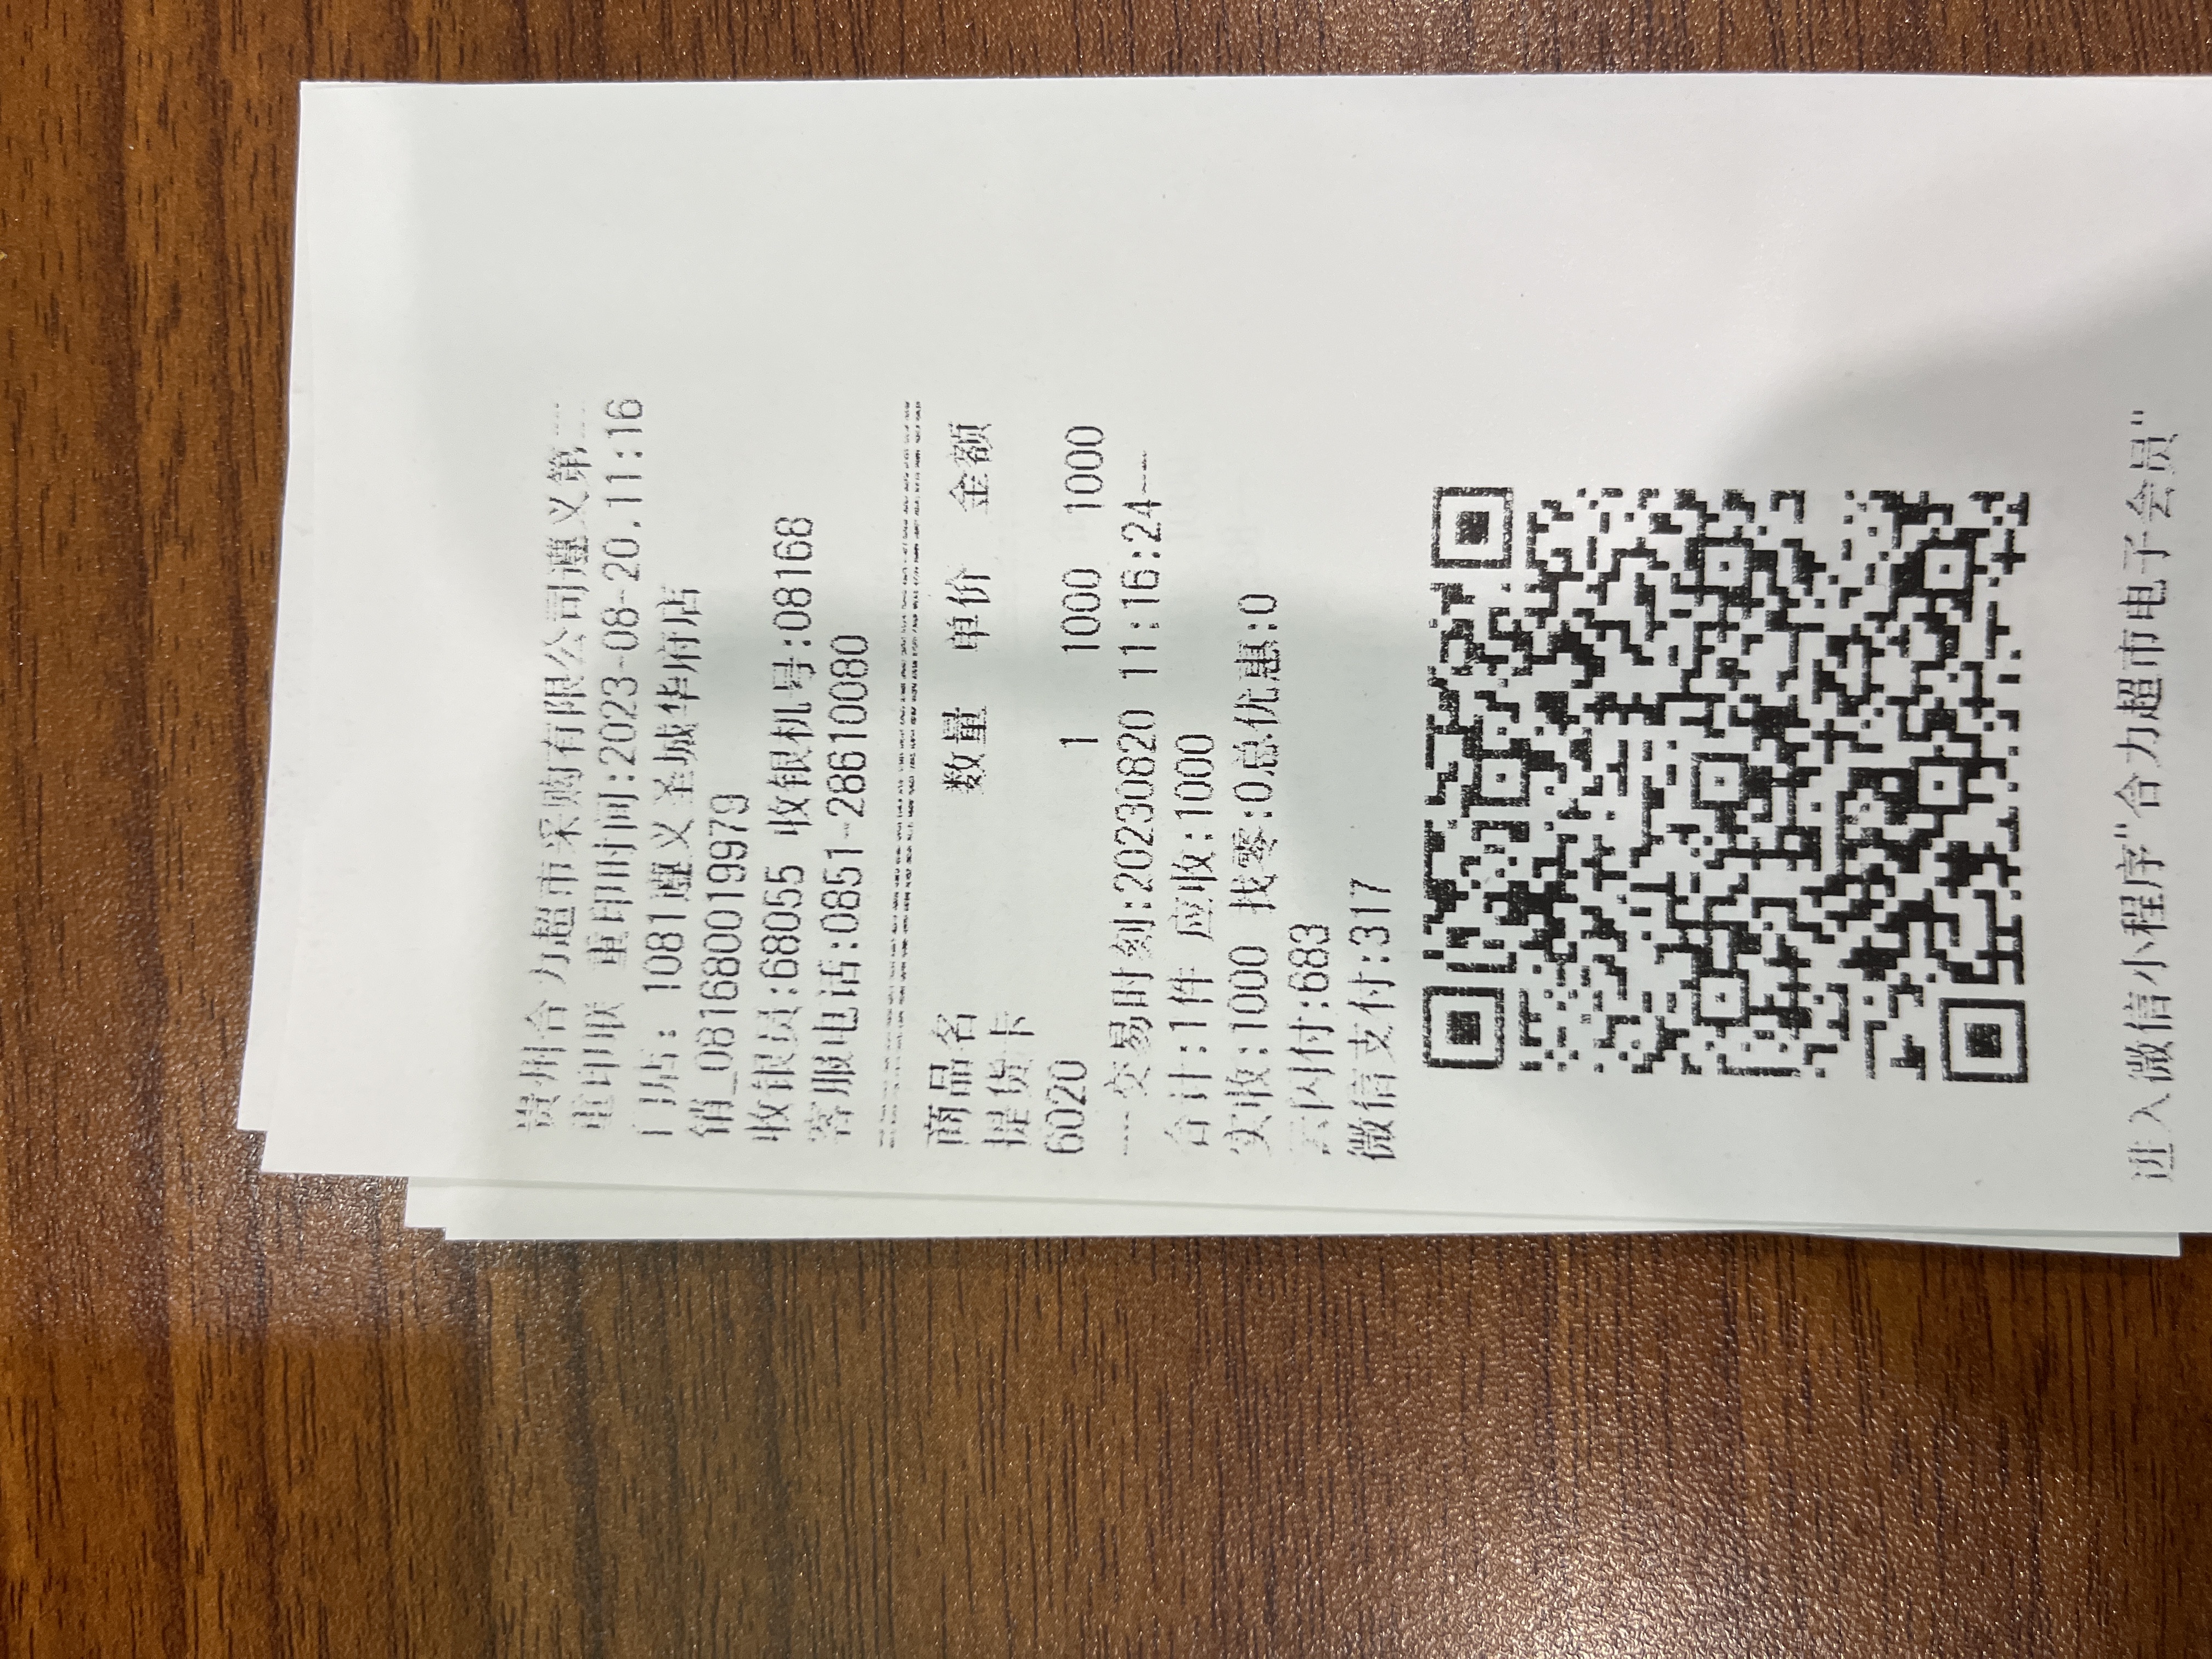 贵州合力超市采购有限公司遵义第二
重印联 重印时间:2023-08-20.11:16
门店: 1081遵义圣城华府店
销_0816800199979
收银员:68055 收银机号:08168
客服电话:0851-28610080
商品名 数量 单价 金额
提货卡
6020 1 1000 1000
---交易时刻:20230820 11:16:24---
合计:1件 应收:1000
实收:1000 找零:0总优惠:0
云闪付:683
微信支付:317
进入微信小程序"合力超市电子会员"